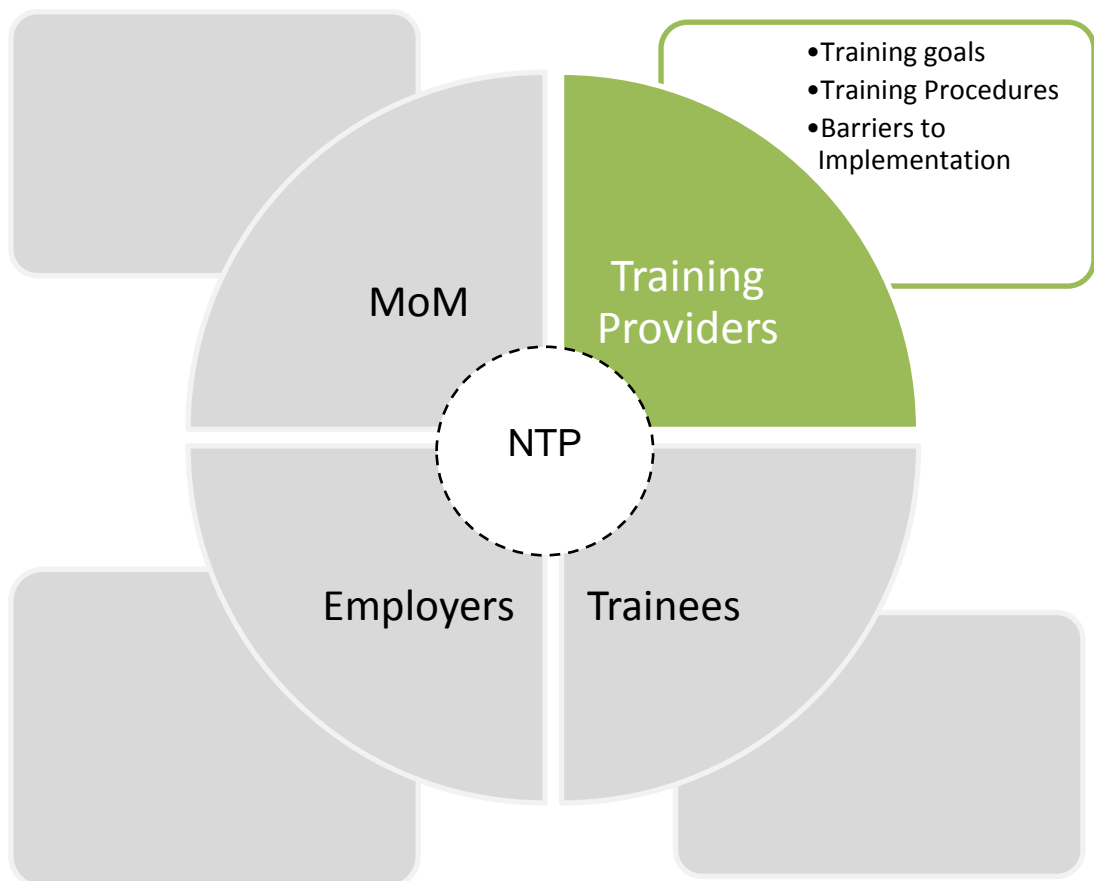 •Training goals
•Training Procedures
•Barriers to
Implementation
MoM
Training
Providers
NTP
Employers
Trainees